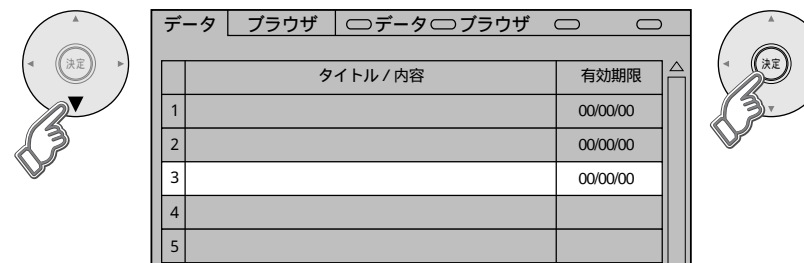 データ ブラウザ データ ブラウザ
タイトル / 内容 有効期限
1 00/00/00
2 00/00/00
3 00/00/00
4
5
決定
決定